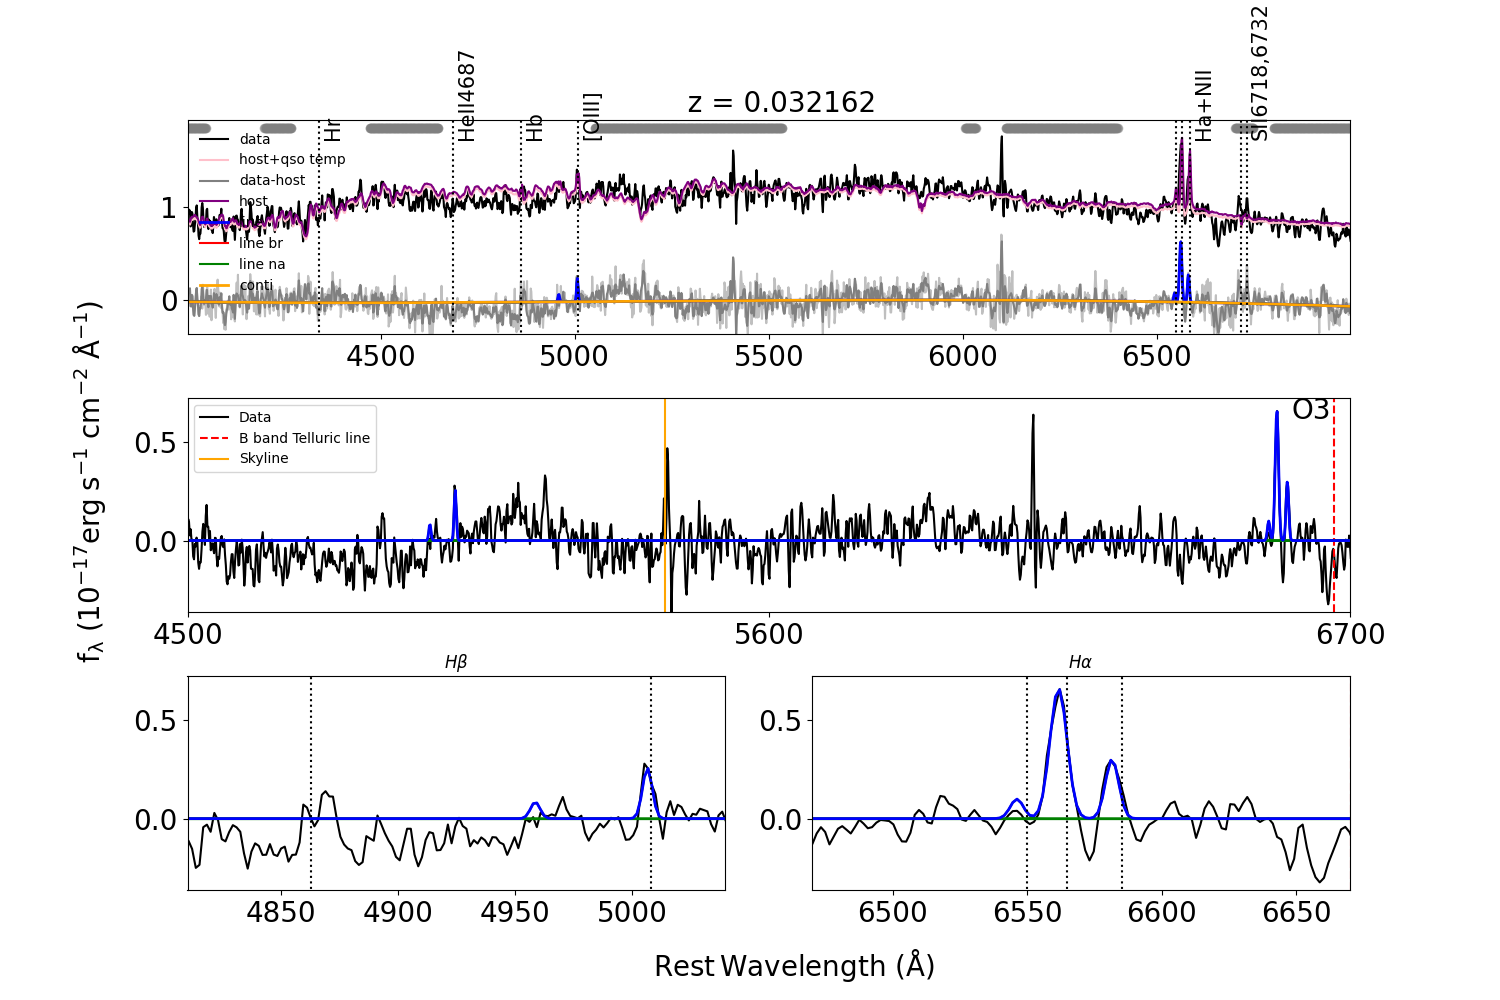 z = 0.032162
Hr
HeII4687
Hb
[OIII]
Ha+NII
SII6718,6732
data
host+qso temp
data-host
host
line br
line na
conti
1
0
4500
5000
5500
6000
6500
Data
B band Telluric line
Skyline
O3
0.5
0.0
4500
5600
6700
fλ (10⁻¹⁷erg s⁻¹ cm⁻² Å⁻¹)
Hβ
0.5
0.0
4850
4900
4950
5000
Hα
0.5
0.0
6500
6550
6600
6650
Rest Wavelength (Å)